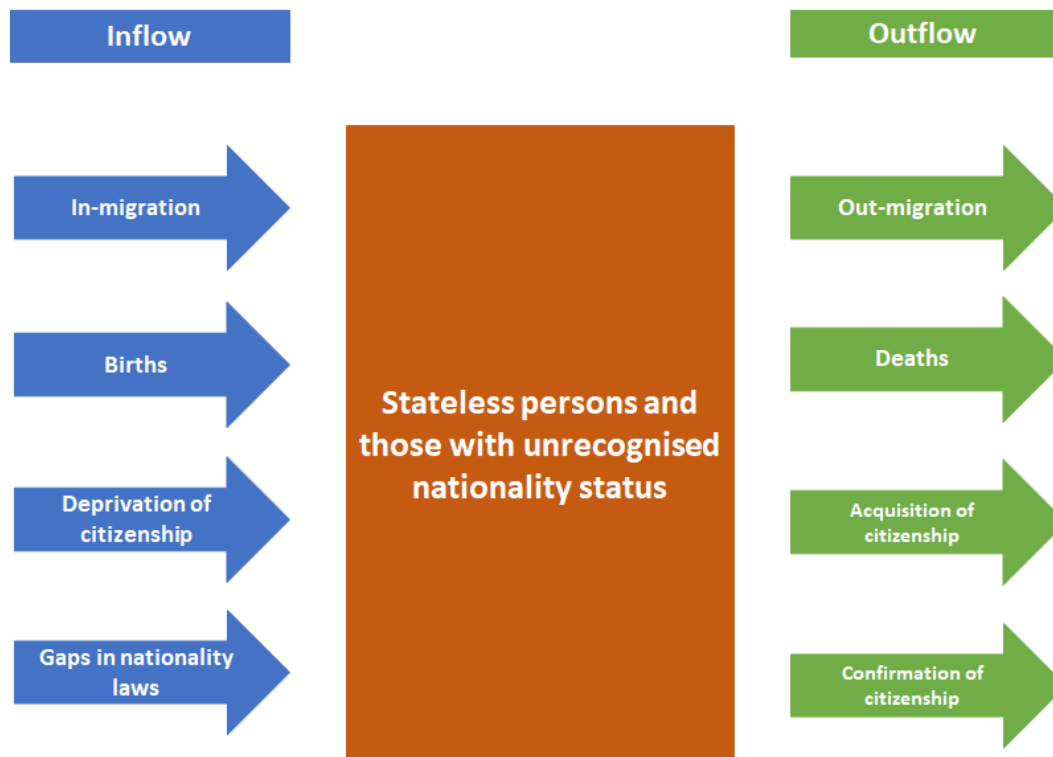 Inflow
Outflow
In-migration
Births
Deprivation of
citizenship
Gaps in nationality
laws
Stateless persons and
those with unrecognised
nationality status
Out-migration
Deaths
Acquisition of
citizenship
Confirmation of
citizenship